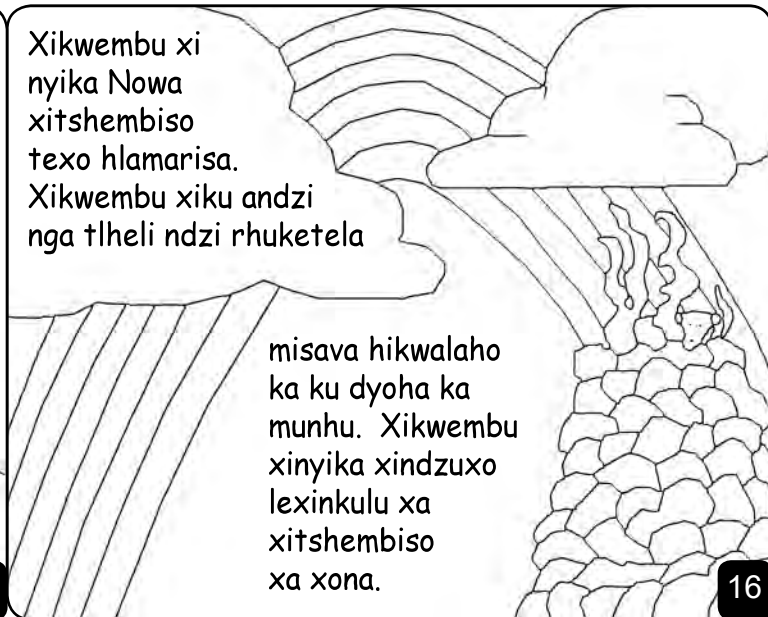 Xikwembu xi
nyika Nowa
xitshembiso
texo hlamarisa.
Xikwembu xiku andzi
nga tlheli ndzi rhuketela
misava hikwalaho
ka ku dyoha ka
munhu. Xikwembu
xinyika xindzuxo
lexinkulu xa
xitshembiso
xa xona.
16